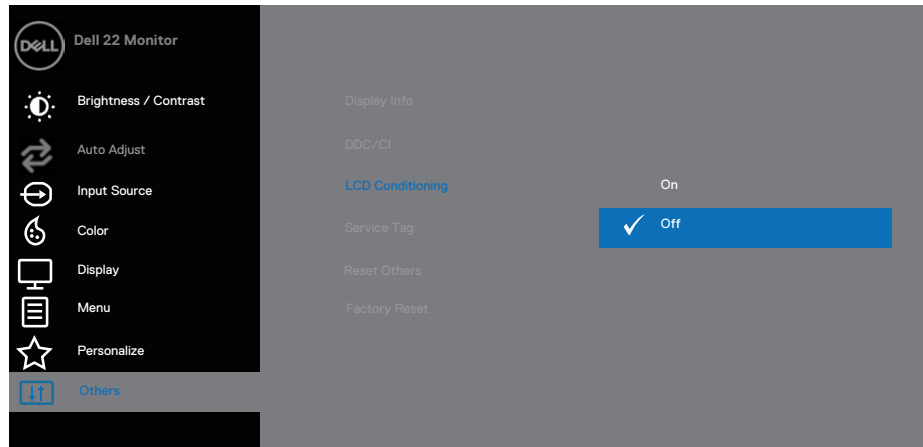 DELL
Dell 22 Monitor
Brightness / Contrast
Auto Adjust
Input Source
Color
Display
Menu
Personalize
Others
Display Info
DDC/CI
LCD Conditioning
Service Tag
Reset Others
Factory Reset
On
Off